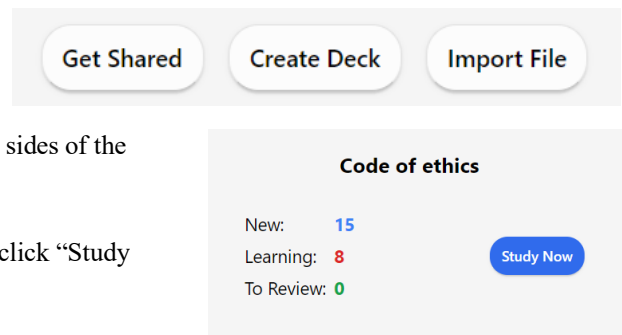 Get Shared Create Deck Import File
sides of the
Code of ethics
New: 15
click “Study
Learning: 8
Study Now
To Review: 0